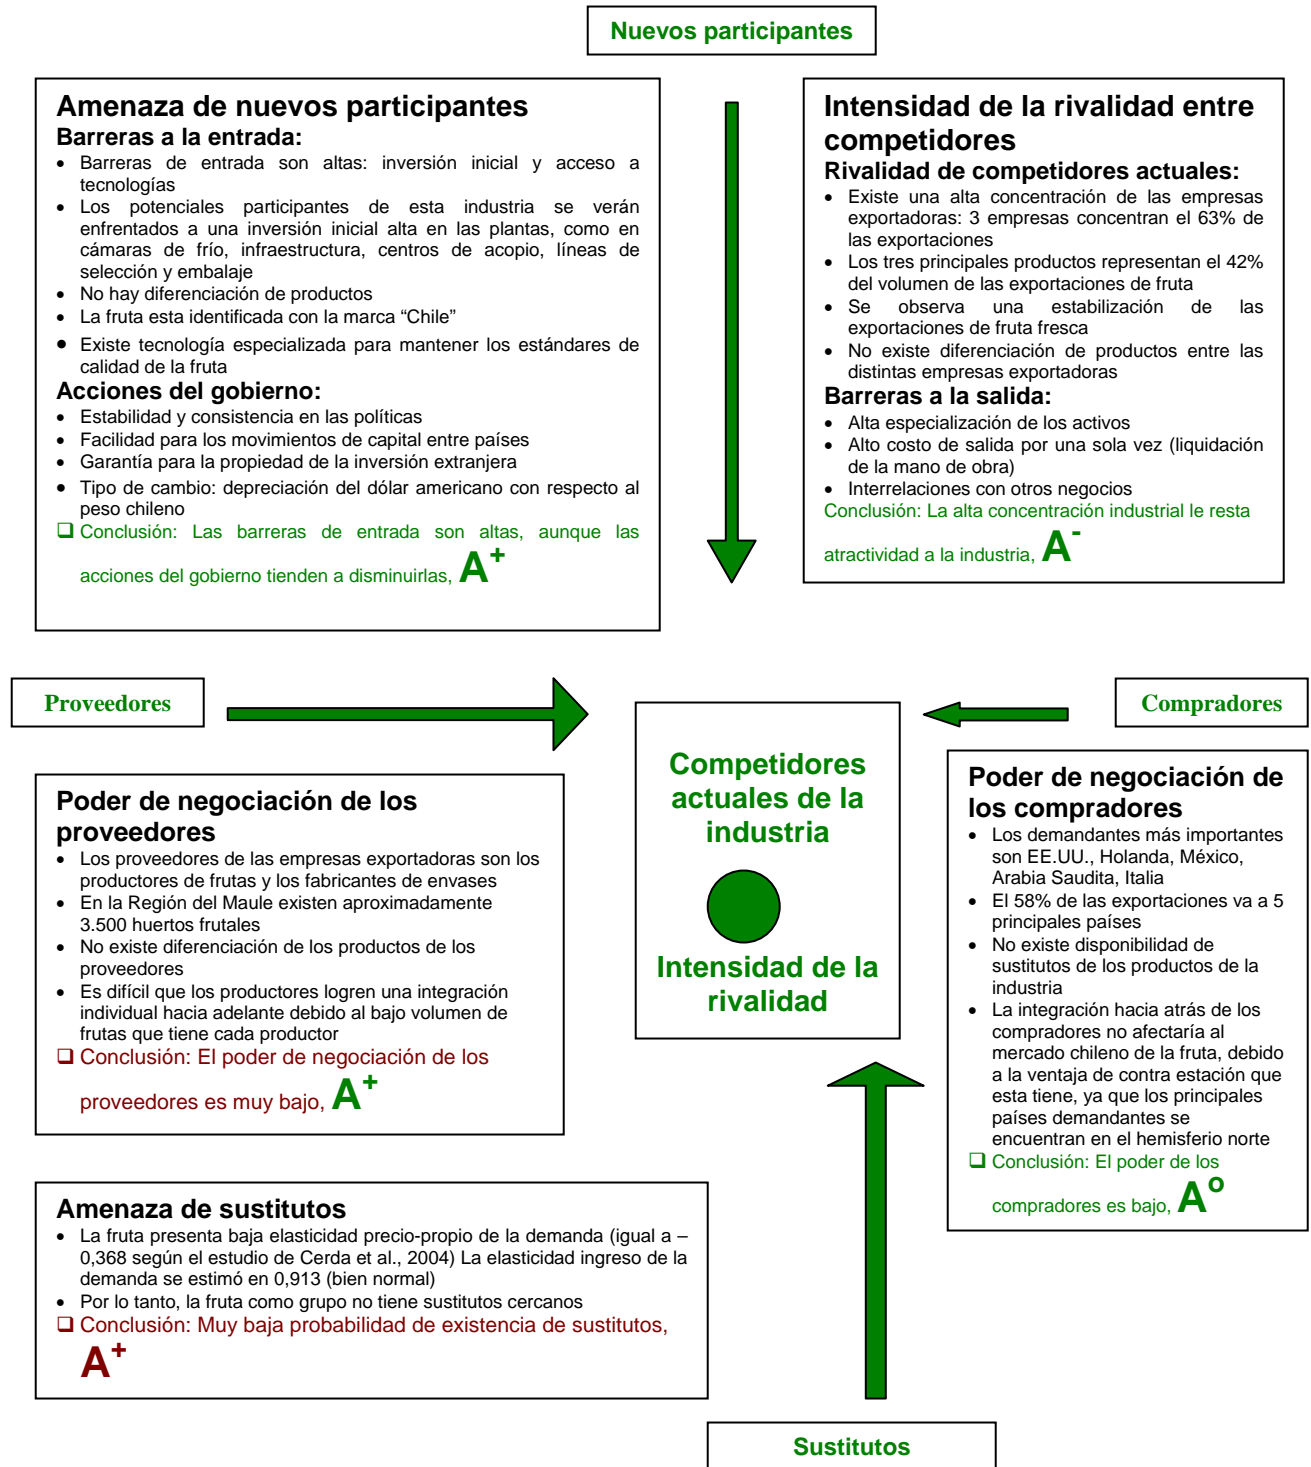 Nuevos participantes
Amenaza de nuevos participantes
Barreras a la entrada:
• Barreras de entrada son altas: inversión inicial y acceso a
tecnologías
• Los potenciales participantes de esta industria se verán
enfrentados a una inversión inicial alta en las plantas, como en
cámaras de frío, infraestructura, centros de acopio, líneas de
selección y embalaje
• No hay diferenciación de productos
• La fruta esta identificada con la marca “Chile”
• Existe tecnología especializada para mantener los estándares de
calidad de la fruta
Acciones del gobierno:
• Estabilidad y consistencia en las políticas
• Facilidad para los movimientos de capital entre países
• Garantía para la propiedad de la inversión extranjera
• Tipo de cambio: depreciación del dólar americano con respecto al
peso chileno
❑ Conclusión: Las barreras de entrada son altas, aunque las
acciones del gobierno tienden a disminuirlas, A+
Intensidad de la rivalidad entre
competidores
Rivalidad de competidores actuales:
• Existe una alta concentración de las empresas
exportadoras: 3 empresas concentran el 63% de
las exportaciones
• Los tres principales productos representan el 42%
del volumen de las exportaciones de fruta
• Se observa una estabilización de las
exportaciones de fruta fresca
• No existe diferenciación de productos entre las
distintas empresas exportadoras
Barreras a la salida:
• Alta especialización de los activos
• Alto costo de salida por una sola vez (liquidación
de la mano de obra)
• Interrelaciones con otros negocios
Conclusión: La alta concentración industrial le resta
atractividad a la industria, A-
Proveedores
Compradores
Competidores
actuales de la
industria
Intensidad de la
rivalidad
Poder de negociación de los
proveedores
• Los proveedores de las empresas exportadoras son los
productores de frutas y los fabricantes de envases
• En la Región del Maule existen aproximadamente
3.500 huertos frutales
• No existe diferenciación de los productos de los
proveedores
• Es difícil que los productores logren una integración
individual hacia adelante debido al bajo volumen de
frutas que tiene cada productor
❑ Conclusión: El poder de negociación de los
proveedores es muy bajo, A+
Poder de negociación de
los compradores
• Los demandantes más importantes
son EE.UU., Holanda, México,
Arabia Saudita, Italia
• El 58% de las exportaciones va a 5
principales países
• No existe disponibilidad de
sustitutos de los productos de la
industria
• La integración hacia atrás de los
compradores no afectaría al
mercado chileno de la fruta, debido
a la ventaja de contra estación que
esta tiene, ya que los principales
países demandantes se
encuentran en el hemisferio norte
❑ Conclusión: El poder de los
compradores es bajo, Ao
Amenaza de sustitutos
• La fruta presenta baja elasticidad precio-propio de la demanda (igual a –
0,368 según el estudio de Cerda et al., 2004) La elasticidad ingreso de la
demanda se estimó en 0,913 (bien normal)
• Por lo tanto, la fruta como grupo no tiene sustitutos cercanos
❑ Conclusión: Muy baja probabilidad de existencia de sustitutos,
A+
Sustitutos